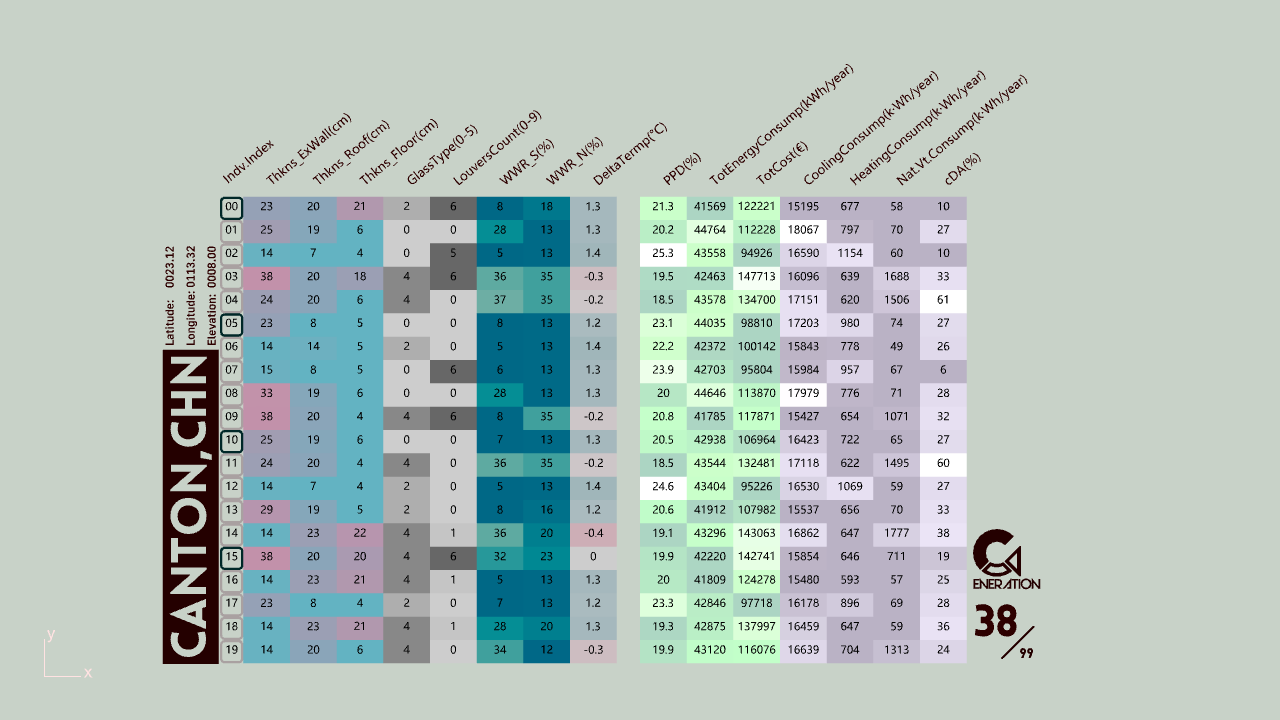 Indv.Index Thkns_ExWall(cm) Thkns_Roof(cm) Thkns_Floor(cm) GlassType(0-5) LouversCount(0-9) WWR_S(%) WWR_N(%) DeltaTermp(°C) PPD(%) TotEnergyConsump(kWh/year) TotCost(€) CoolingConsump(k·Wh/year) HeatingConsump(k·Wh/year) Nat.Vt.Consump(k·Wh/year) cDA(%)
00 23 20 21 2 6 8 18 1.3 21.3 41569 122221 15195 677 58 10
01 25 19 6 0 0 28 13 1.3 20.2 44764 112228 18067 797 70 27
02 14 7 4 0 5 5 13 1.4 25.3 43558 94926 16590 1154 60 10
03 38 20 18 4 6 36 35 -0.3 19.5 42463 147713 16096 639 1688 33
04 24 20 6 4 0 37 35 -0.2 18.5 43578 134700 17151 620 1506 61
05 23 8 5 0 0 8 13 1.2 23.1 44035 98810 17203 980 74 27
06 14 14 5 2 0 5 13 1.4 22.2 42372 100142 15843 778 49 26
07 15 8 5 0 6 6 13 1.3 23.9 42703 95804 15984 957 67 6
08 33 19 6 0 0 28 13 1.3 20 44646 113870 17979 776 71 28
09 38 20 4 4 6 8 35 -0.2 20.8 41785 117871 15427 654 1071 32
10 25 19 6 0 0 7 13 1.3 20.5 42938 106964 16423 722 65 27
11 24 20 4 4 0 36 35 -0.2 18.5 43544 132481 17118 622 1495 60
12 14 7 4 2 0 5 13 1.4 24.6 43404 95226 16530 1069 59 27
13 29 19 5 2 0 8 16 1.3 20.6 41912 107982 15537 656 70 33
14 14 23 22 4 1 36 20 -0.4 19.1 43296 143063 16862 647 1777 38
15 38 20 20 4 6 32 23 0 19.9 42220 142741 15854 646 711 19
16 14 23 21 4 1 5 13 1.3 20 41809 124278 15480 593 57 25
17 23 8 4 2 0 7 13 1.2 23.3 42846 97718 16178 896 69 28
18 14 23 21 4 1 28 20 1.3 19.3 42875 137997 16459 647 59 36
19 14 20 6 4 0 34 12 -0.3 19.9 43120 116076 16639 704 1313 24
Latitude: 0023.12
Longitude: 0113.32
Elevation: 0008.00
CANTON,CHN
G
ENERATION
38/99
y
x